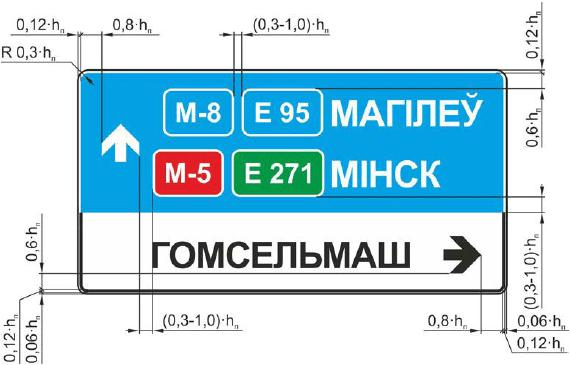 0,12·hп 0,8·hп (0,3-1,0)·hп 0,12·hп
R 0,3·hп
М-8 Е 95 МАГІЛЕЎ
0,6·hп
М-5 Е 271 МІНСК
ГОМСЕЛЬМАШ
0,6·hп (0,3-1,0)·hп
0,12·hп 0,06·hп (0,3-1,0)·hп 0,8·hп 0,06·hп
0,12·hп